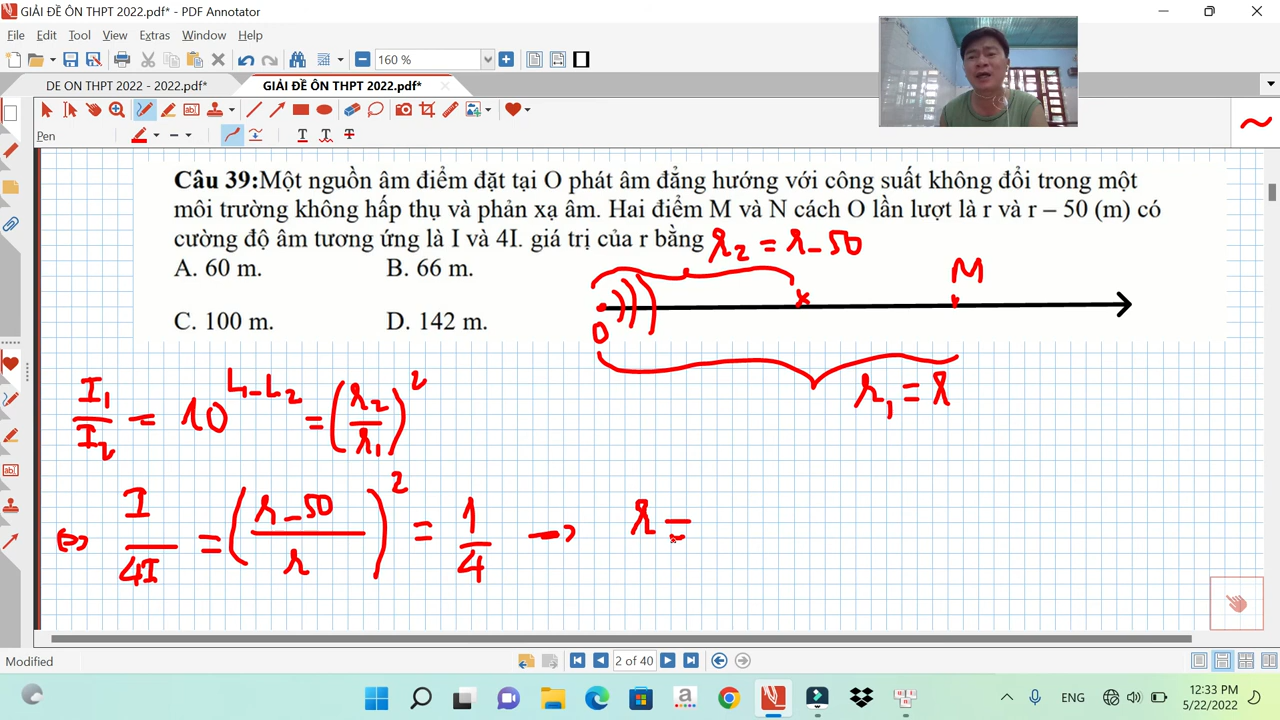 GIẢI ĐỀ ÔN THPT 2022.pdf* - PDF Annotator
File Edit Tool View Extras Window Help
160 %
DE ON THPT 2022 - 2022.pdf* GIẢI ĐỀ ÔN THPT 2022.pdf*
Pen
Câu 39:Một nguồn âm điểm đặt tại O phát âm đẳng hướng với công suất không đổi trong một
môi trường không hấp thụ và phản xạ âm. Hai điểm M và N cách O lần lượt là r và r – 50 (m) có
cường độ âm tương ứng là I và 4I. giá trị của r bằng
r2 = r - 50
A. 60 m. B. 66 m.
M
O
C. 100 m. D. 142 m.
r1 = r
I1/I2 = 10^(L1 - L2) = (r2/r1)^2
⇔ I/4I = ((r - 50)/r)^2 = 1/4 → r =
Modified
2 of 40
ENG
12:33 PM
5/22/2022